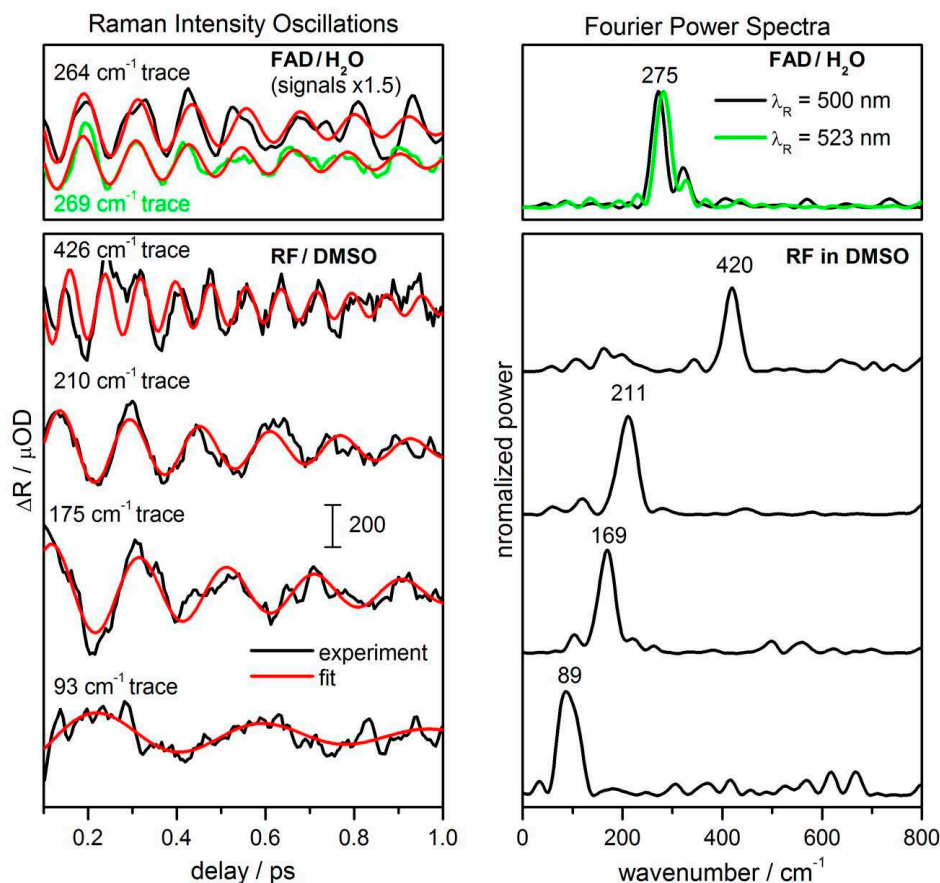 Raman Intensity Oscillations
264 cm⁻¹ trace
FAD/H₂O
(signals x1.5)
269 cm⁻¹ trace
426 cm⁻¹ trace
RF/DMSO
210 cm⁻¹ trace
175 cm⁻¹ trace
200
experiment
fit
93 cm⁻¹ trace
ΔR / μOD
0.2 0.4 0.6 0.8 1.0
delay / ps
Fourier Power Spectra
275
FAD/H₂O
λR = 500 nm
λR = 523 nm
420
RF in DMSO
211
169
89
nromalized power
0 200 400 600 800
wavenumber / cm⁻¹